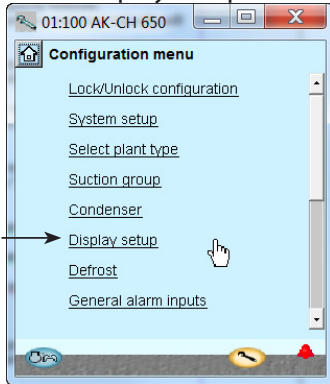 01:100 AK-CH 650
Configuration menu
Lock/Unlock configuration
System setup
Select plant type
Suction group
Condenser
Display setup
Defrost
General alarm inputs